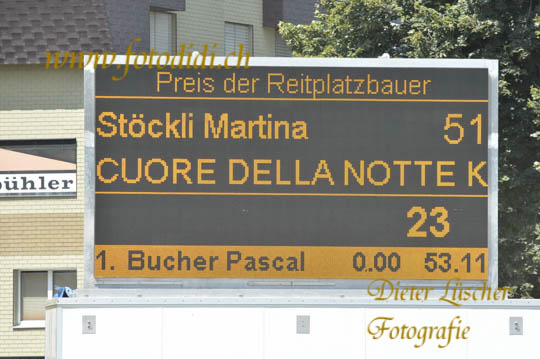 www.fotodidi.ch
Preis der Reitplatzbauer
Stöckli Martina 51
CUORE DELLA NOTTE K
23
1. Bucher Pascal 0.00 53.11
bühler
Dieter Lüscher
Fotografie